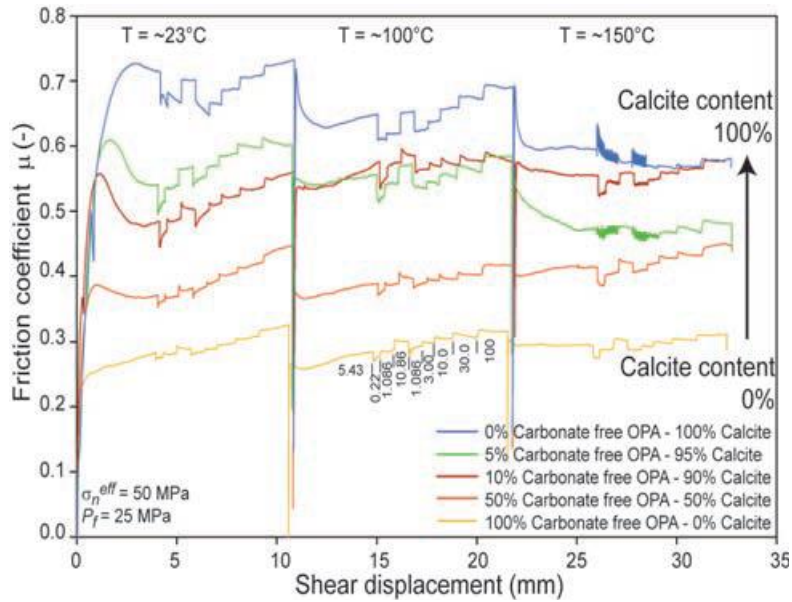 T = ~23°C
T = ~100°C
T = ~150°C
Calcite content
100%
Calcite content
0%
Friction coefficient μ (-)
0.8
0.7
0.6
0.5
0.4
0.3
0.2
0.1
0.0
5.43
0.22
1.086
10.86
1.086
3.00
10.0
30.0
100
0% Carbonate free OPA - 100% Calcite
5% Carbonate free OPA - 95% Calcite
10% Carbonate free OPA - 90% Calcite
50% Carbonate free OPA - 50% Calcite
100% Carbonate free OPA - 0% Calcite
σₙᵉᶠᶠ = 50 MPa
P_f = 25 MPa
0
5
10
15
20
25
30
35
Shear displacement (mm)